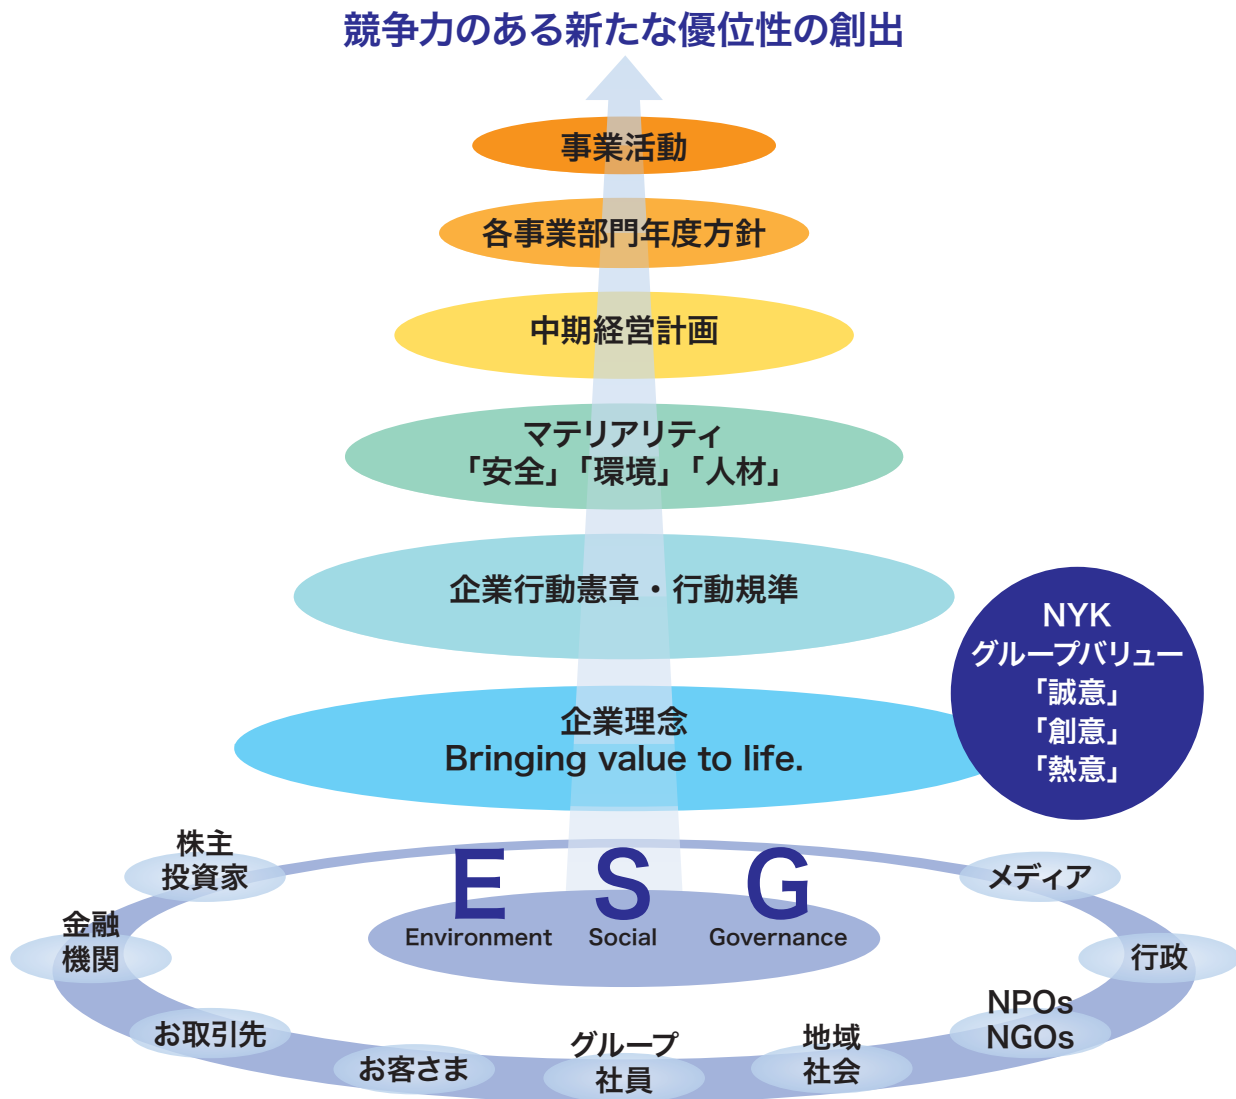 競争力のある新たな優位性の創出
事業活動
各事業部門年度方針
中期経営計画
マテリアリティ
「安全」「環境」「人材」
企業行動憲章・行動規準
NYK
グループバリュー
「誠意」
「創意」
「熱意」
企業理念
Bringing value to life.
E S G
Environment Social Governance
株主
投資家
金融
機関
お取引先
お客さま
グループ
社員
地域
社会
NPOs
NGOs
行政
メディア